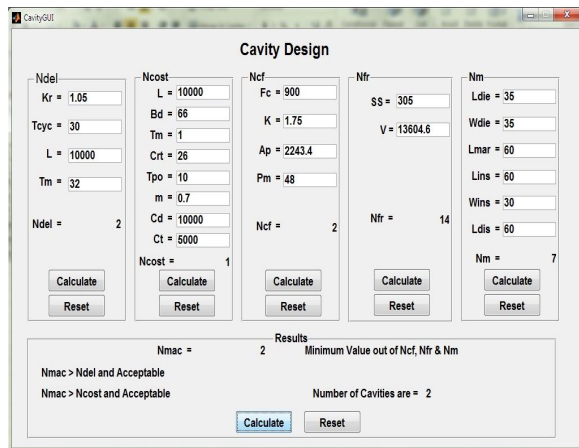 CavityGUI
Cavity Design
Ndel
Kr = 1.05
Tcyc = 30
L = 10000
Tm = 32
Ndel = 2
Calculate
Reset
Ncost
L = 10000
Bd = 66
Tm = 1
Crt = 26
Tpo = 10
m = 0.7
Cd = 10000
Ct = 5000
Ncost = 1
Calculate
Reset
Ncf
Fc = 900
K = 1.75
Ap = 2243.4
Pm = 48
Ncf = 2
Calculate
Reset
Nfr
SS = 305
V = 13604.6
Nfr = 14
Calculate
Reset
Nm
Ldie = 35
Wdie = 35
Lmar = 60
Lins = 60
Wins = 30
Ldis = 60
Nm = 7
Calculate
Reset
Results
Nmac = 2 Minimum Value out of Ncf, Nfr & Nm
Nmac > Ndel and Acceptable
Nmac > Ncost and Acceptable Number of Cavities are = 2
Calculate Reset